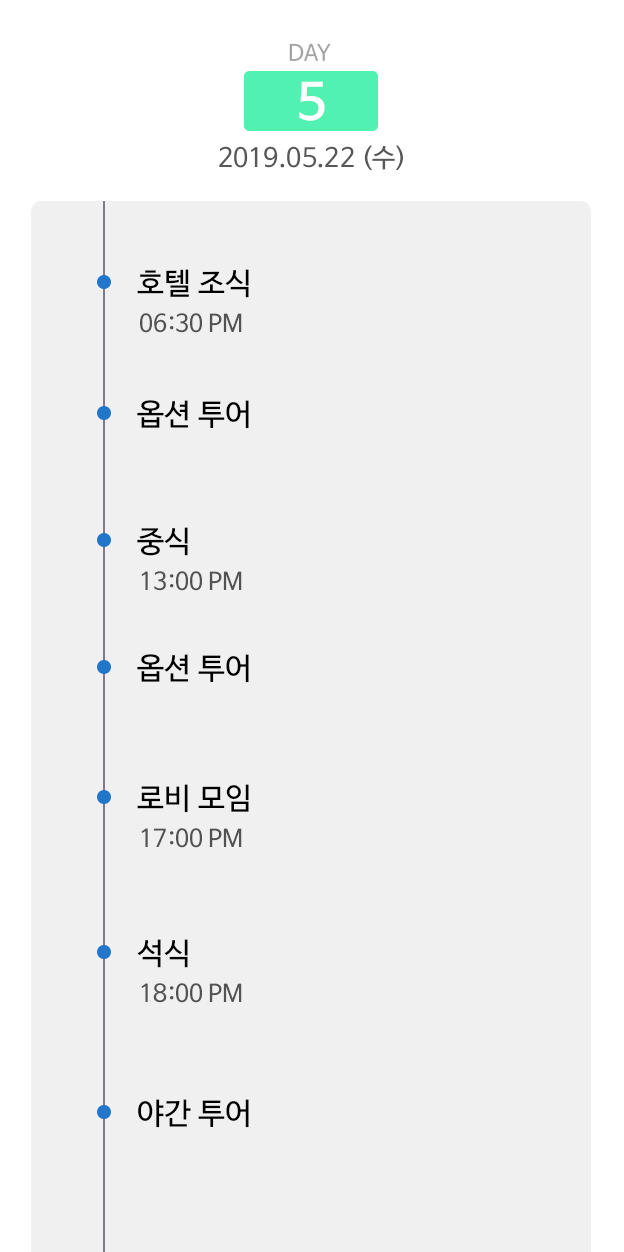 DAY
5
2019.05.22 (수)
호텔 조식
06:30 PM
옵션 투어
중식
13:00 PM
옵션 투어
로비 모임
17:00 PM
석식
18:00 PM
야간 투어